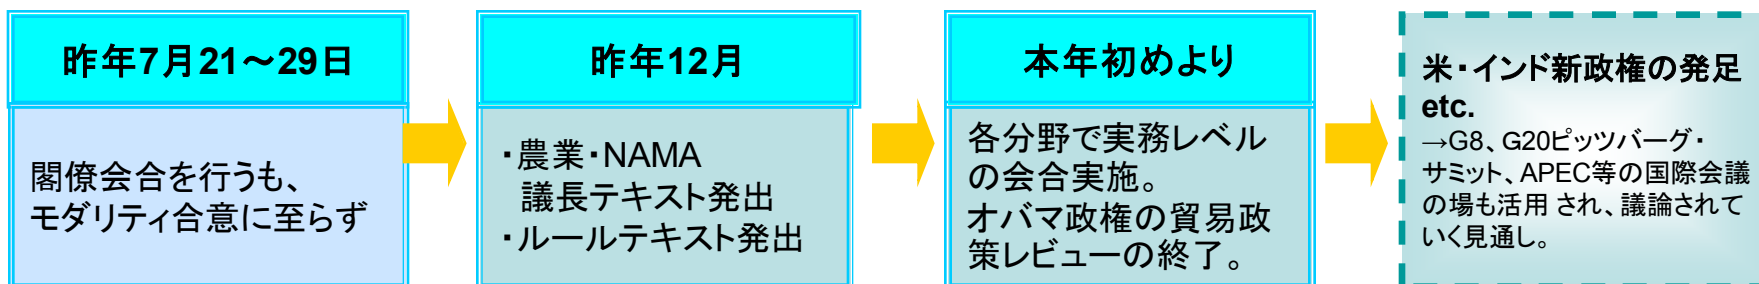 昨年7月21～29日
閣僚会合を行うも、
モダリティ合意に至らず
昨年12月
・農業・NAMA
議長テキスト発出
・ルールテキスト発出
本年初めより
各分野で実務レベル
の会合実施。
オバマ政権の貿易政
策レビューの終了。
米・インド新政権の発足
etc.
→G8、G20ピッツバーグ・
サミット、APEC等の国際会議
の場も活用 され、議論されて
いく見通し。